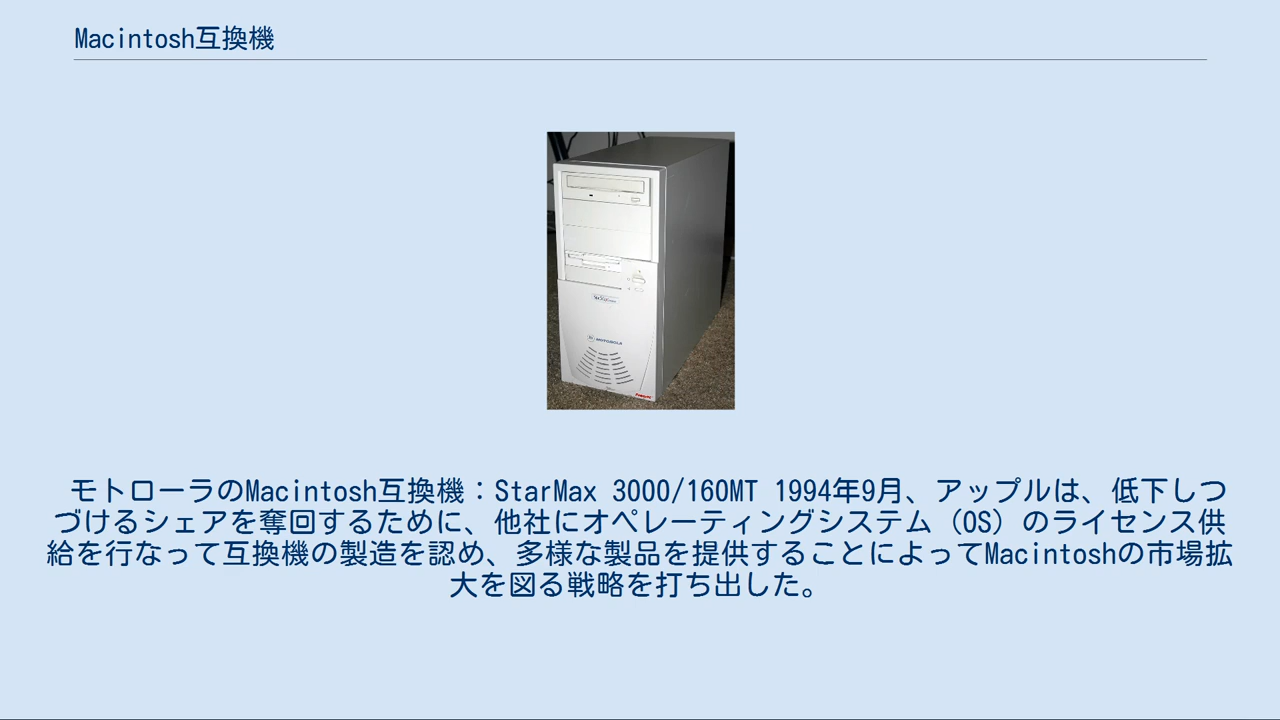 Macintosh互換機
MOTOROLA
モトローラのMacintosh互換機：StarMax 3000/160MT 1994年9月、アップルは、低下しつ
づけるシェアを奪回するために、他社にオペレーティングシステム（OS）のライセンス供
給を行なって互換機の製造を認め、多様な製品を提供することによってMacintoshの市場拡
大を図る戦略を打ち出した。